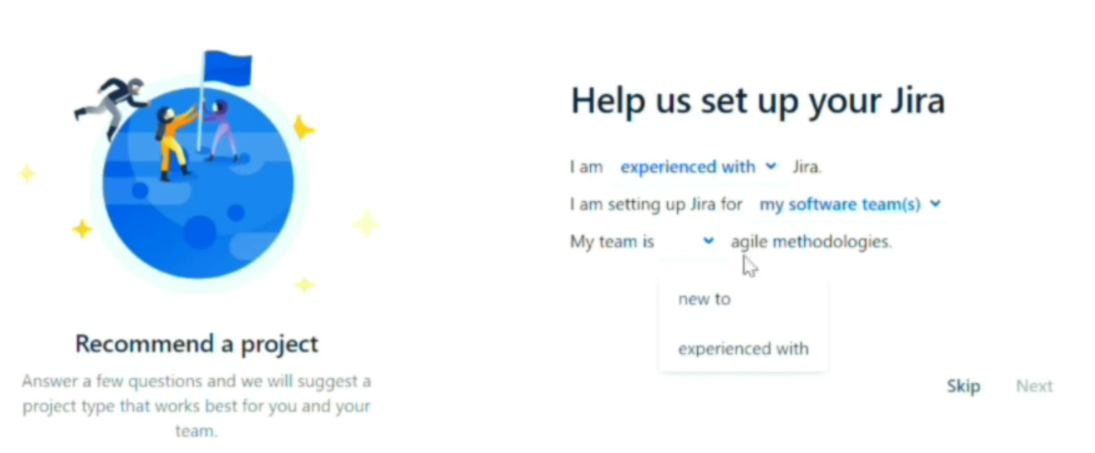 Help us set up your Jira
I am experienced with Jira.
I am setting up Jira for my software team(s)
My team is agile methodologies.
new to
experienced with
Skip Next
Recommend a project
Answer a few questions and we will suggest a
project type that works best for you and your
team.